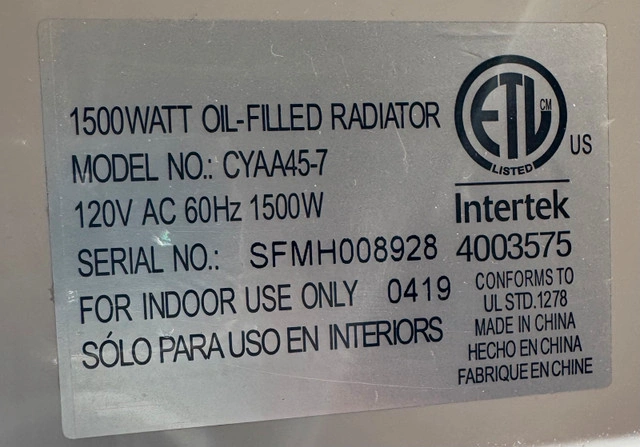 1500WATT OIL-FILLED RADIATOR
MODEL NO.: CYAA45-7
120V AC 60Hz 1500W
SERIAL NO.: SFMH008928
FOR INDOOR USE ONLY 0419
SÓLO PARA USO EN INTERIORS
ETL CM
LISTED
US
Intertek
4003575
CONFORMS TO
UL STD.1278
MADE IN CHINA
HECHO EN CHINA
FABRIQUE EN CHINE